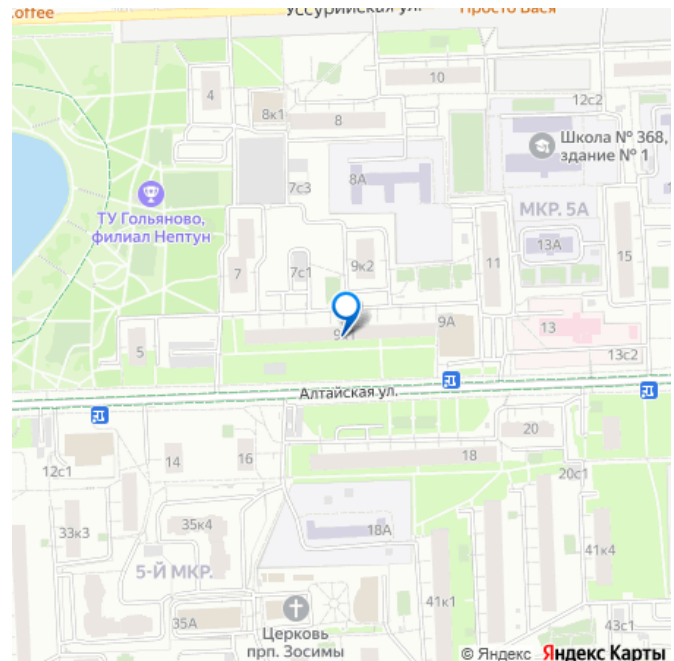 offee
Уссурийская ул.
Просто Вася
10
4
8к1
8
12с2
Школа № 368,
здание № 1
7с3
8А
ТУ Гольяново,
филиал Нептун
МКР. 5А
13А
15
9к2
7
7с1
11
9А
13
5
13с2
Алтайская ул.
20
12с1
14
16
18
20с1
33к3
35к4
18А
41к4
5-Й МКР.
41к1
35А
Церковь
прп. Зосимы
43с1
© Яндекс Яндекс Карты